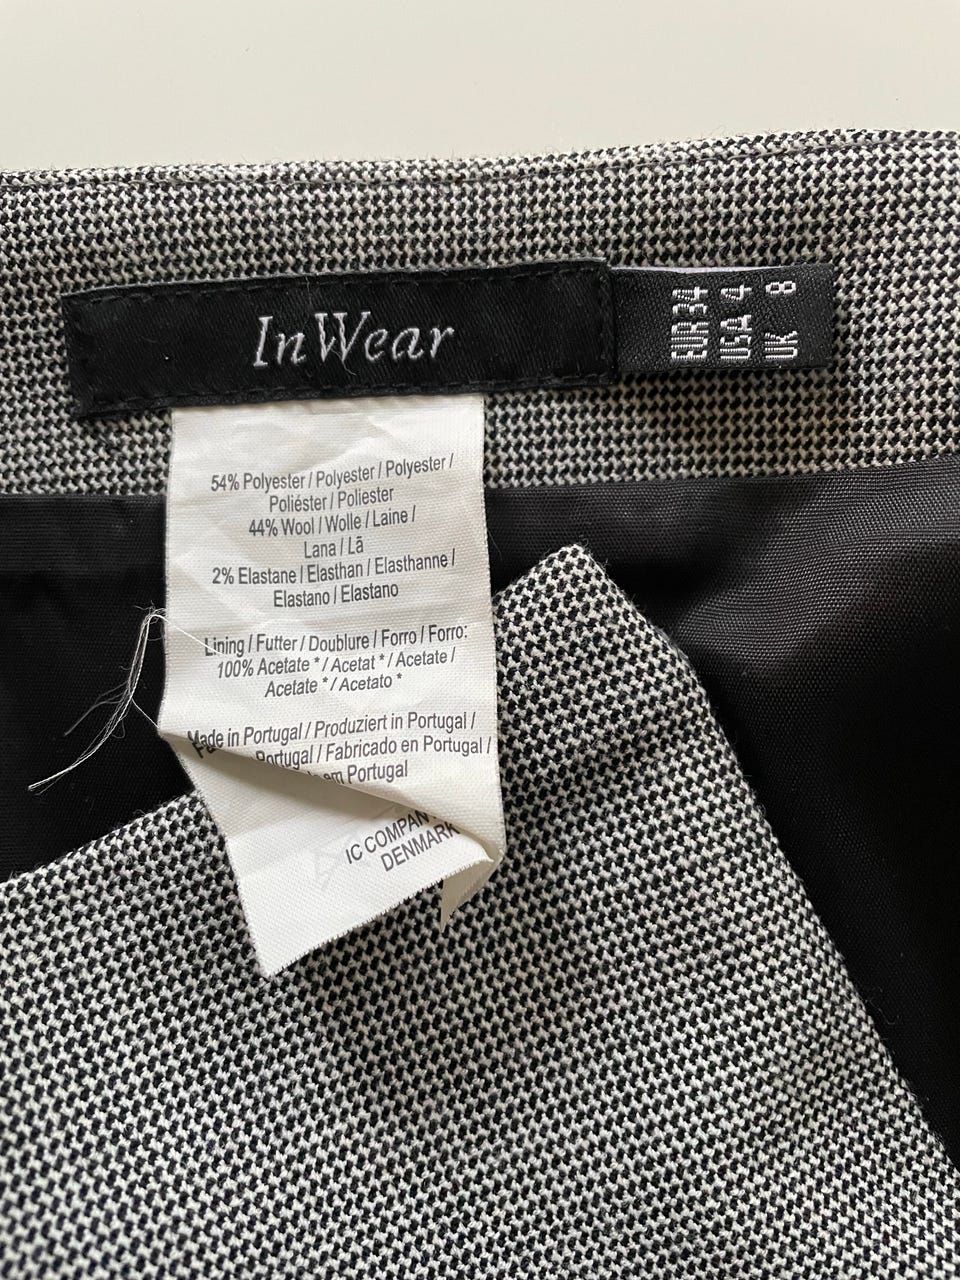 InWear
EUR 34
USA 4
UK 8
54% Polyester / Polyester / Polyester /
Poliéster / Poliester
44% Wool / Wolle / Laine /
Lana / Lã
2% Elastane / Elasthan / Elasthanne /
Elastano / Elastano
Lining / Futter / Doublure / Forro / Forro:
100% Acetate * / Acetat * / Acetate /
Acetate * / Acetato *
Made in Portugal / Produziert in Portugal /
Portugal / Fabricado en Portugal /
em Portugal
IC
DENMARK